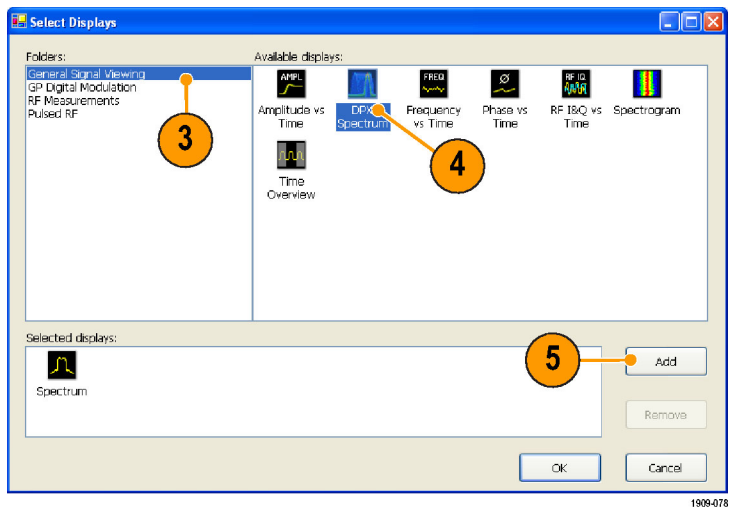 Select Displays
Folders:
General Signal Viewing
GP Digital Modulation
RF Measurements
Pulsed RF
3
Available displays:
AMPL
Amplitude vs
Time
DPX
Spectrum
FREQ
Frequency
vs Time
Ø
Phase vs
Time
RF IQ
RF I&Q vs
Time
Spectrogram
4
Time
Overview
Selected displays:
Spectrum
5
Add
Remove
OK
Cancel
1909-078